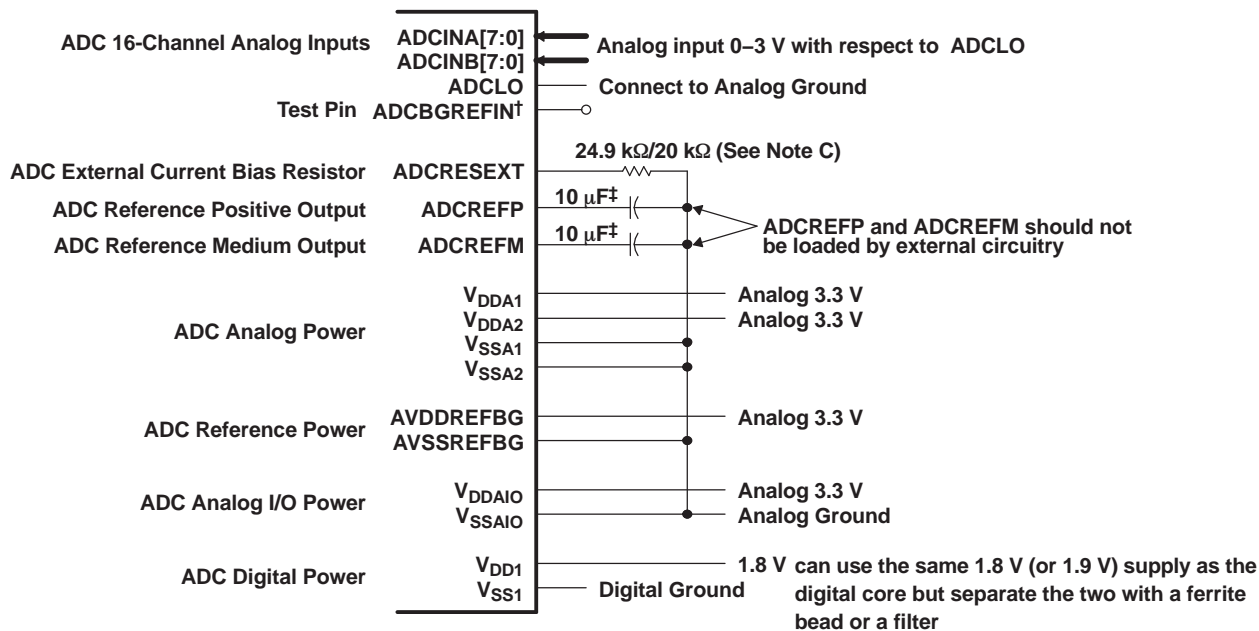 ADC 16-Channel Analog Inputs ADCINA[7:0] Analog input 0–3 V with respect to ADCLO
ADCINB[7:0]
ADCLO Connect to Analog Ground
Test Pin ADCBGREFIN†
24.9 kΩ/20 kΩ (See Note C)
ADC External Current Bias Resistor ADCRESEXT
10 μF‡
ADC Reference Positive Output ADCREFP
ADCREFP and ADCREFM should not
10 μF‡
ADC Reference Medium Output ADCREFM
be loaded by external circuitry
VDDA1 Analog 3.3 V
VDDA2 Analog 3.3 V
ADC Analog Power
VSSA1
VSSA2
AVDDREFBG Analog 3.3 V
ADC Reference Power
AVSSREFBG
VDDAIO Analog 3.3 V
ADC Analog I/O Power
VSSAIO Analog Ground
VDD1 1.8 V can use the same 1.8 V (or 1.9 V) supply as the
ADC Digital Power
VSS1 Digital Ground digital core but separate the two with a ferrite
bead or a filter